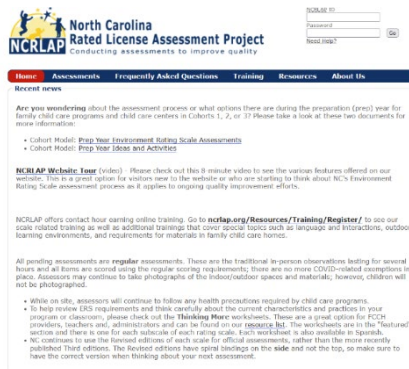 NCRLAP ID
North Carolina
Password
Rated License Assessment Project
Go
Conducting assessments to improve quality
Need Help?
NCRLAP
Home Assessments Frequently Asked Questions Training Resources About Us
Recent news
Are you wondering about the assessment process or what options there are during the preparation (prep) year for
family child care programs and child care centers in Cohorts 1, 2, or 3? Please take a look at these two documents for
more information:
• Cohort Model: Prep Year Environment Rating Scale Assessments
• Cohort Model: Prep Year Ideas and Activities
NCRLAP Website Tour (video) - Please check out this 8-minute video to see the various features offered on our
website. This is a great option for visitors new to the website or who are starting to think about NC's Environment
Rating Scale assessment process as it applies to ongoing quality improvement efforts.
NCRLAP offers contact hour earning online training. Go to ncrlap.org/Resources/Training/Register/ to see our
scale related training as well as additional trainings that cover special topics such as language and interactions, outdoor
learning environments, and requirements for materials in family child care homes.
All pending assessments are regular assessments. These are the traditional in-person observations lasting for several
hours and all items are scored using the regular scoring requirements; there are no more COVID-related exemptions in
place. Assessors may continue to take photographs of the indoor/outdoor spaces and materials; however, children will
not be photographed.
• While on site, assessors will continue to follow any health precautions required by child care programs.
• To help review ERS requirements and think carefully about the current characteristics and practices in your
program or classroom, please check out the Thinking More worksheets. These are a great option for FCCH
providers, teachers and, administrators and can be found on our resource list. The worksheets are in the "featured"
section and there is one for each subscale of each rating scale. Each worksheet is also available in Spanish.
• NC continues to use the Revised editions of each scale for official assessments, rather than the more recently
published Third editions. The Revised editions have spiral bindings on the side and not the top, so make sure to
have the correct version when thinking about your next assessment.